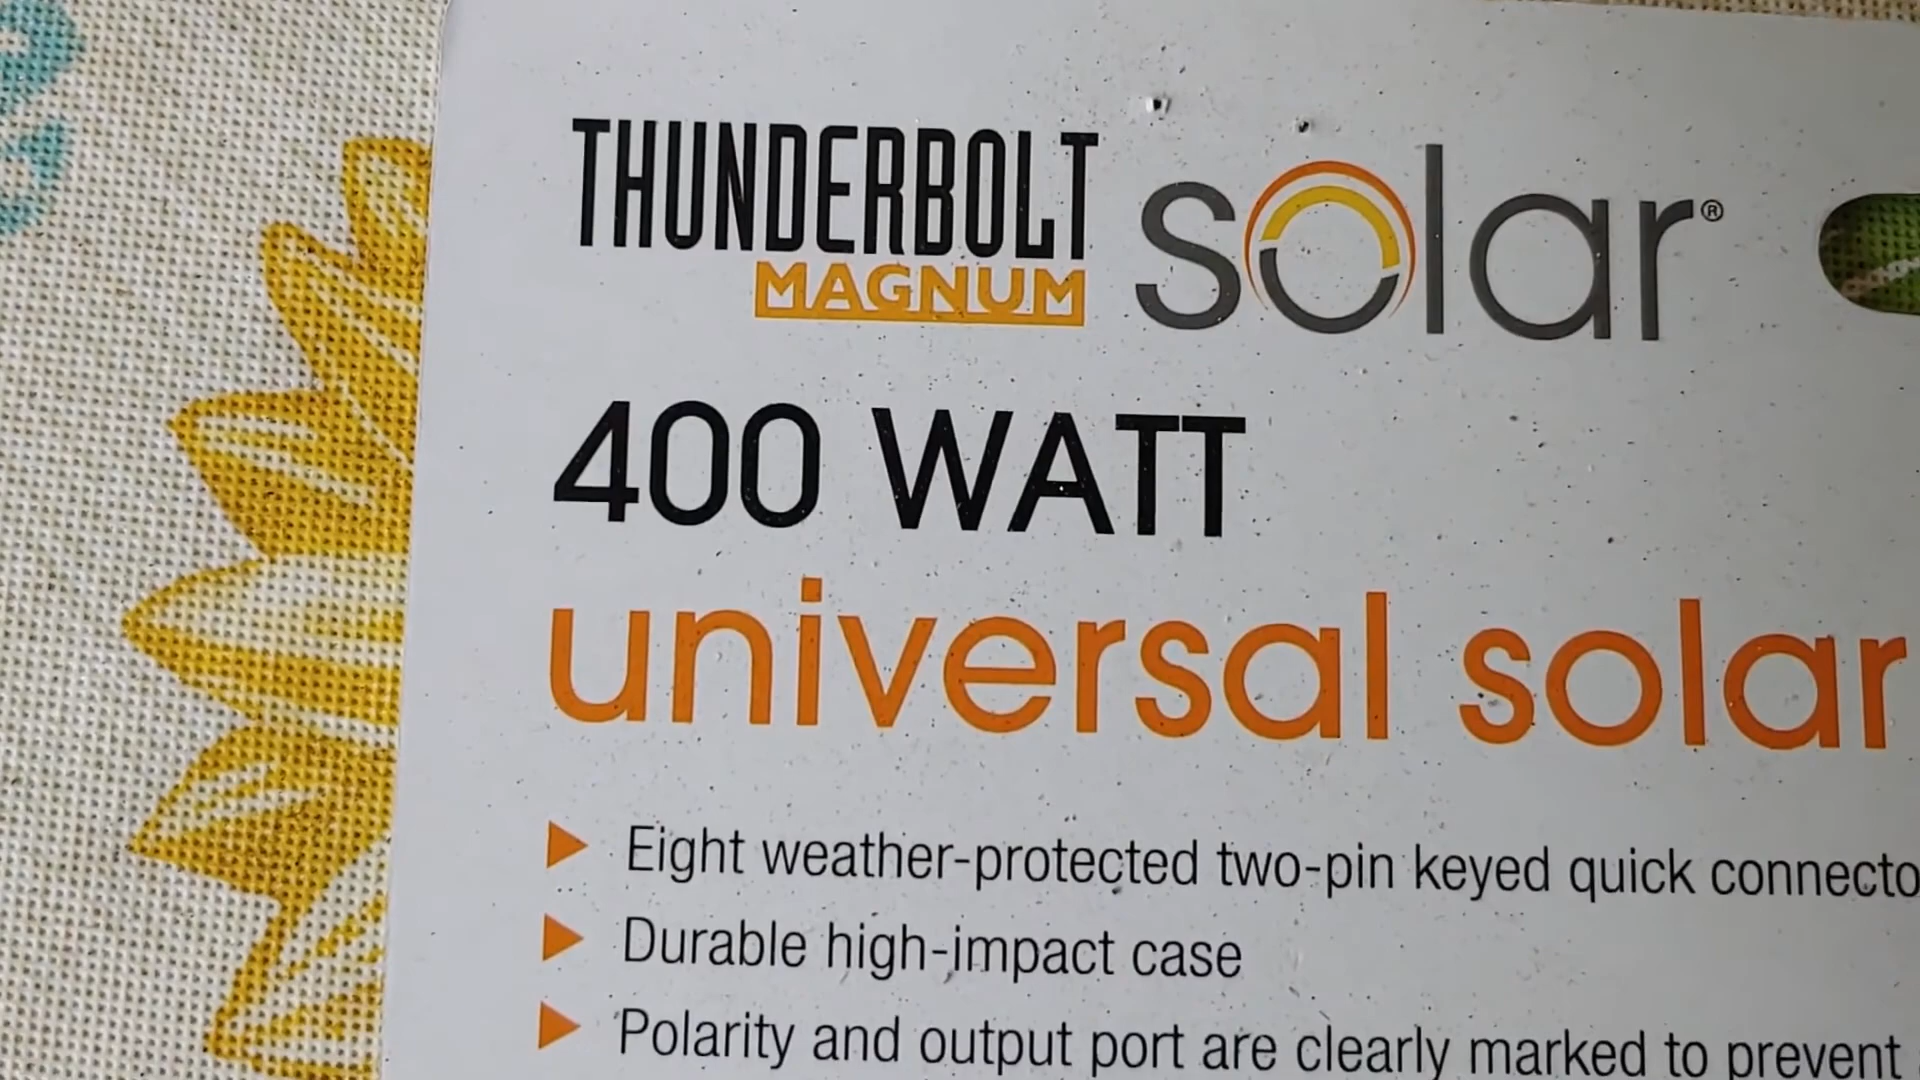 THUNDERBOLT
MAGNUM
solar®
400 WATT
universal solar
Eight weather-protected two-pin keyed quick connecto
Durable high-impact case
Polarity and output port are clearly marked to prevent